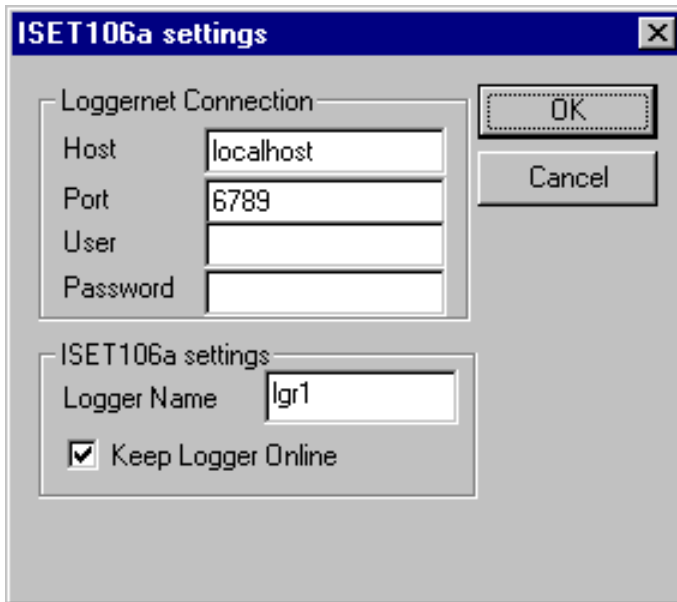 ISET106a settings
Loggernet Connection
Host localhost
Port 6789
User
Password
OK
Cancel
ISET106a settings
Logger Name lgr1
Keep Logger Online